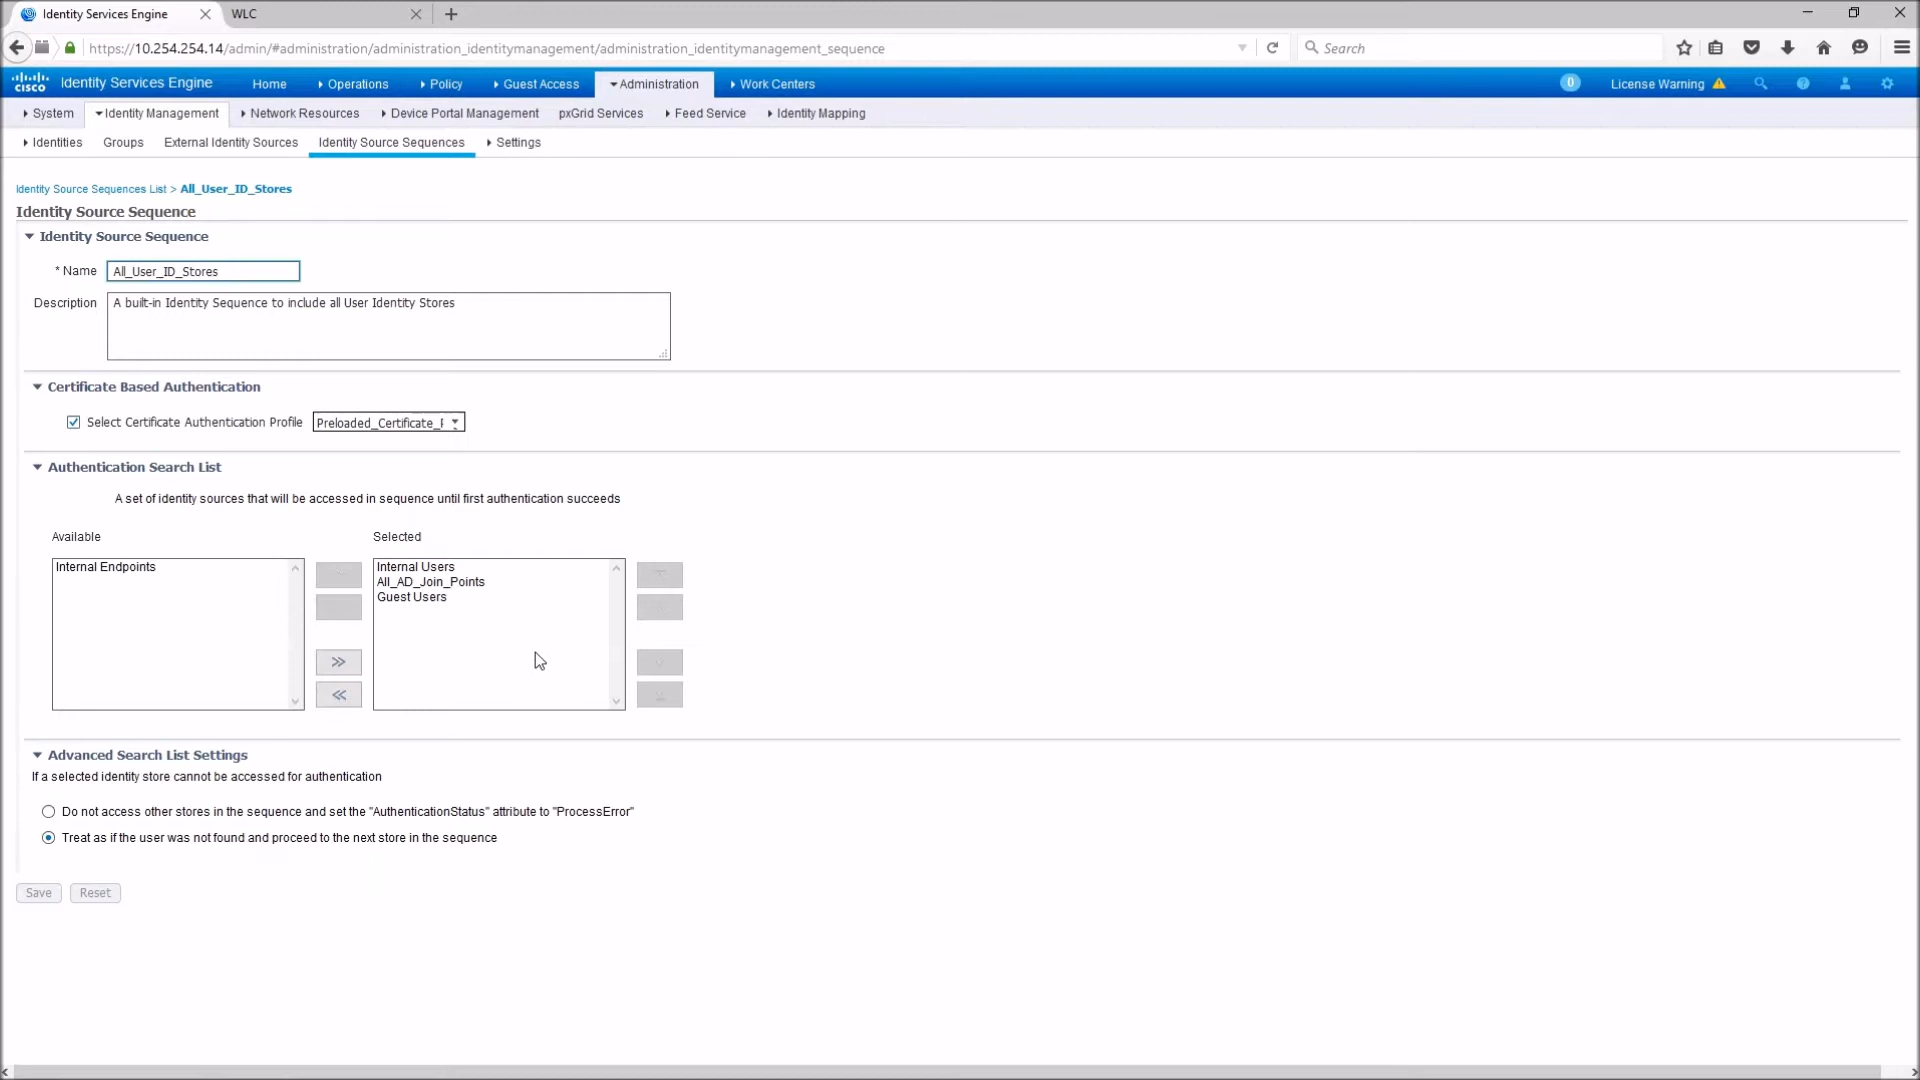 Identity Services Engine
WLC
https://10.254.254.14/admin/#administration/administration_identitymanagement/administration_identitymanagement_sequence
Search
cisco Identity Services Engine Home Operations Policy Guest Access Administration Work Centers 0 License Warning
System Identity Management Network Resources Device Portal Management pxGrid Services Feed Service Identity Mapping
Identities Groups External Identity Sources Identity Source Sequences Settings
Identity Source Sequences List > All_User_ID_Stores
Identity Source Sequence
Identity Source Sequence
* Name All_User_ID_Stores
Description A built-in Identity Sequence to include all User Identity Stores
Certificate Based Authentication
Select Certificate Authentication Profile Preloaded_Certificate_
Authentication Search List
A set of identity sources that will be accessed in sequence until first authentication succeeds
Available Selected
Internal Endpoints
Internal Users
All_AD_Join_Points
Guest Users
Advanced Search List Settings
If a selected identity store cannot be accessed for authentication
Do not access other stores in the sequence and set the "AuthenticationStatus" attribute to "ProcessError"
Treat as if the user was not found and proceed to the next store in the sequence
Save Reset